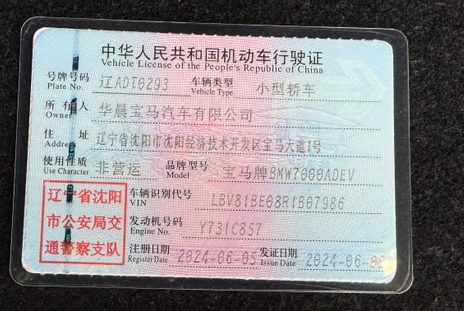 中华人民共和国机动车行驶证
Vehicle License of the People's Republic of China
号牌号码 辽ADT0293 车辆类型 小型轿车
Plate No. Vehicle Type
所有人 华晨宝马汽车有限公司
Owner
住址 辽宁省沈阳市沈阳经济技术开发区宝马大道1号
Address
使用性质 非营运 品牌型号 宝马牌BMW7000ADEV
Use Character Model
辽宁省沈阳
市公安局交
通警察支队
车辆识别代号 LBV81BE08RIB07986
VIN
发动机号码 Y731C857
Engine No.
注册日期 2024-06-05 发证日期
Register Date Issue Date